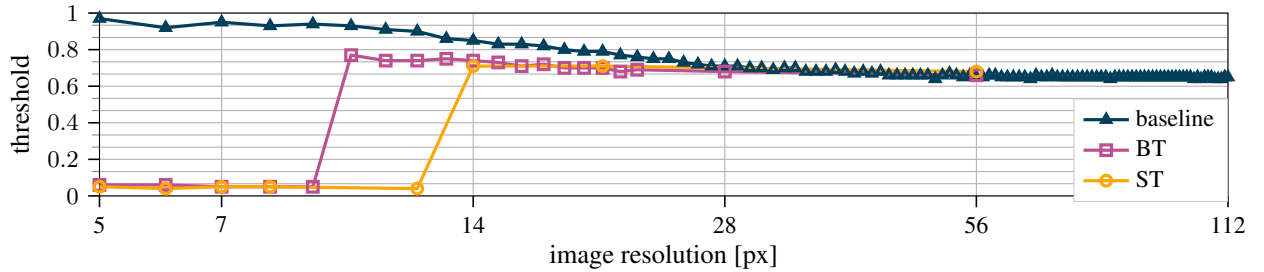 1
0.8
0.6
0.4
0.2
0
threshold
5
7
14
28
56
112
image resolution [px]
baseline
BT
ST